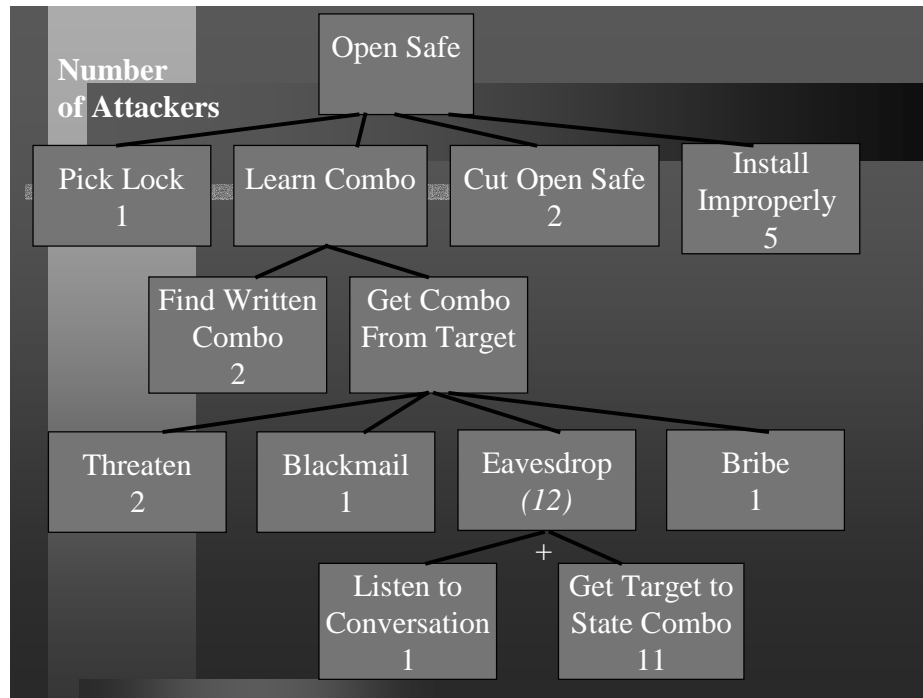 Number
of Attackers
Open Safe
Pick Lock
1
Learn Combo
Cut Open Safe
2
Install
Improperly
5
Find Written
Combo
2
Get Combo
From Target
Threaten
2
Blackmail
1
Eavesdrop
(12)
Bribe
1
+
Listen to
Conversation
1
Get Target to
State Combo
11